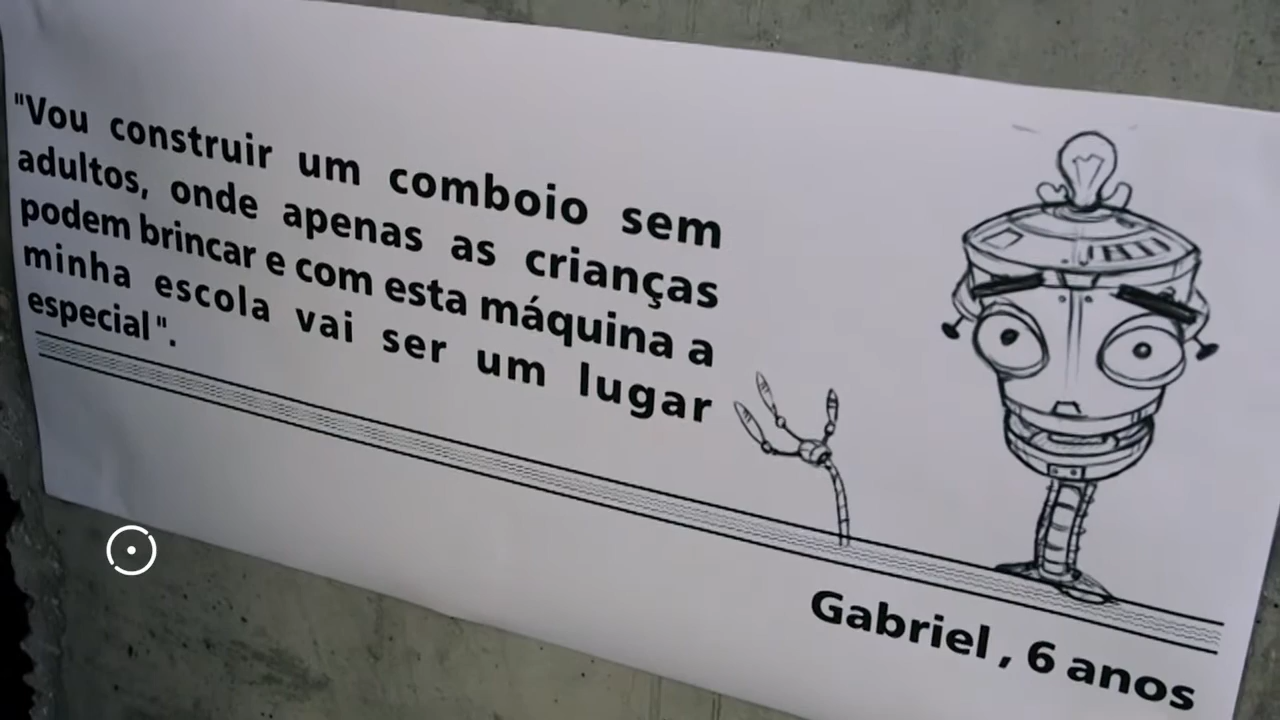 "Vou construir um comboio sem
adultos, onde apenas as crianças
podem brincar e com esta máquina a
minha escola vai ser um lugar
especial".
Gabriel , 6 anos